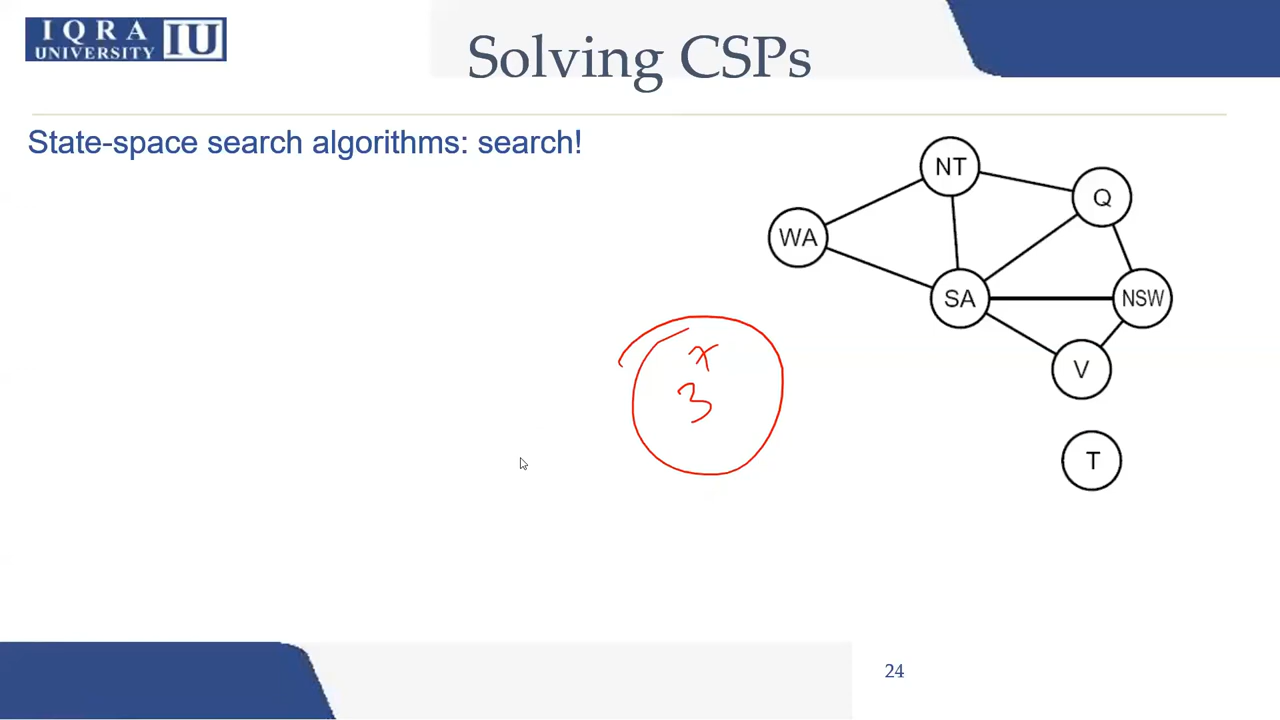 IQRA
UNIVERSITY IU
Solving CSPs
State-space search algorithms: search!
NT
Q
WA
SA
NSW
V
T
3
24